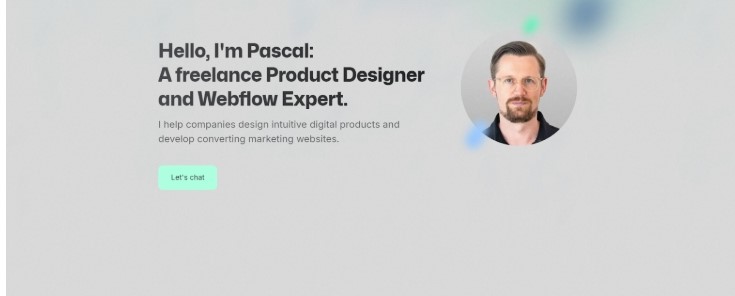 Hello, I'm Pascal:
A freelance Product Designer
and Webflow Expert.
I help companies design intuitive digital products and
develop converting marketing websites.
Let's chat